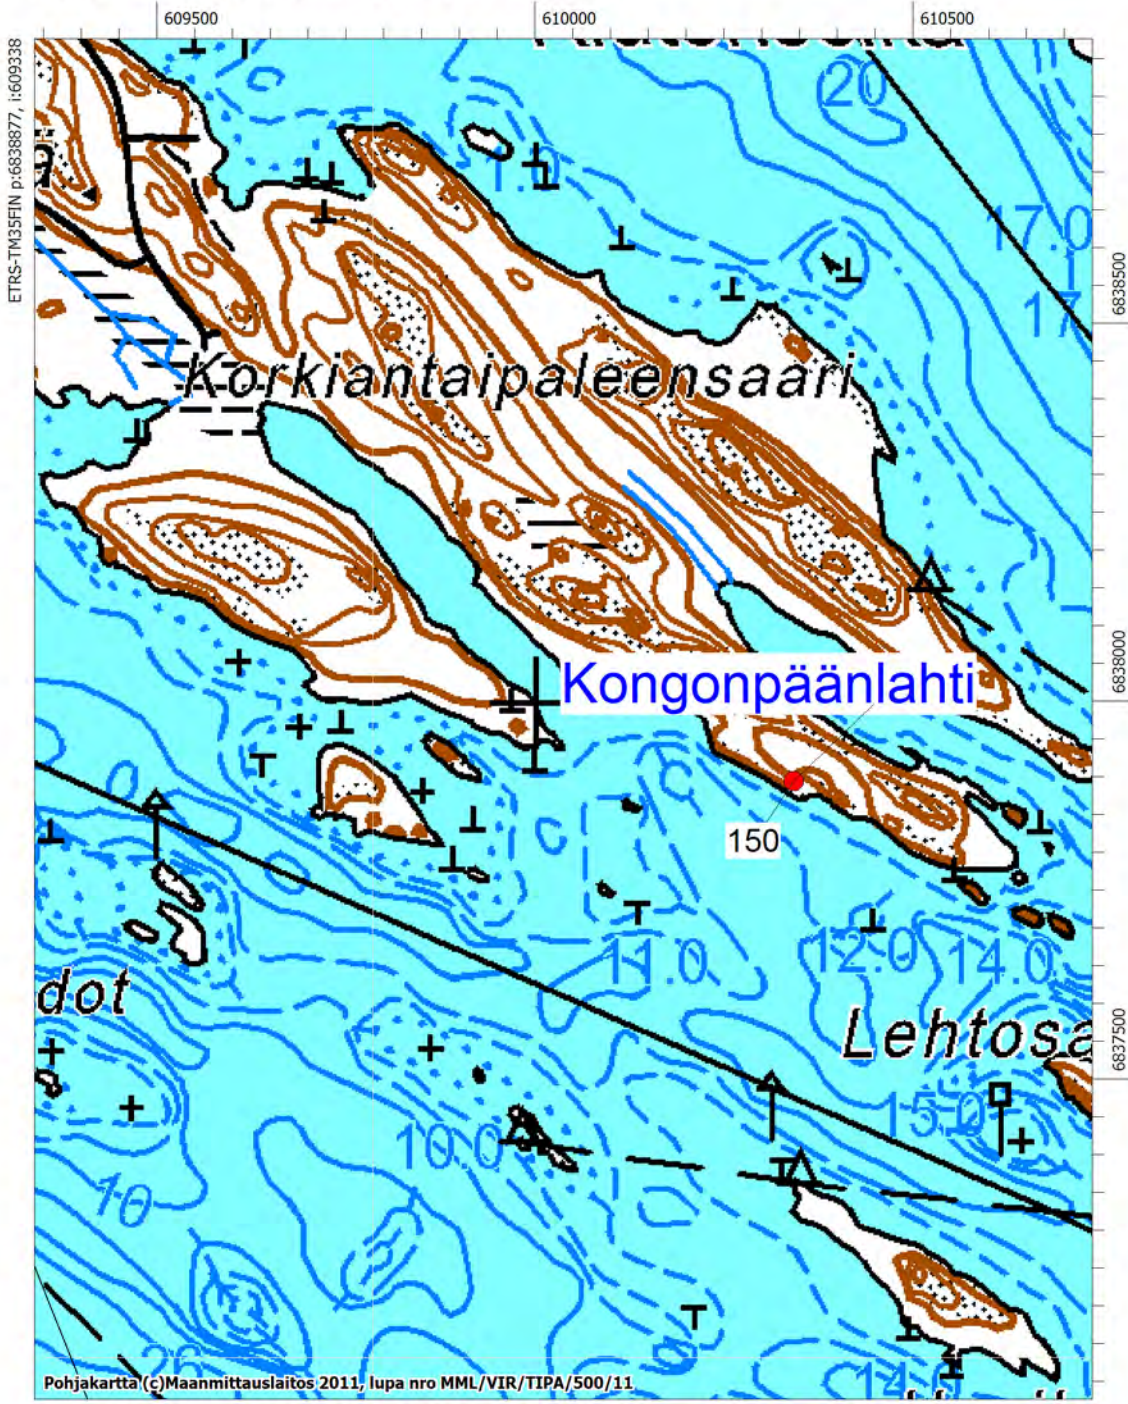 609500 610000 610500
ETRS-TM35FIN p:6838877, i:609338
20
1.0
17.0
17
6838500
Korkiantaipaleensaari
6838000
Kongonpäänlahti
150
11.0
12.0
14.0
dot
Lehtosa
6837500
15.0
10.0
10
Pohjakartta (c)Maanmittauslaitos 2011, lupa nro MML/VIR/TIPA/500/11